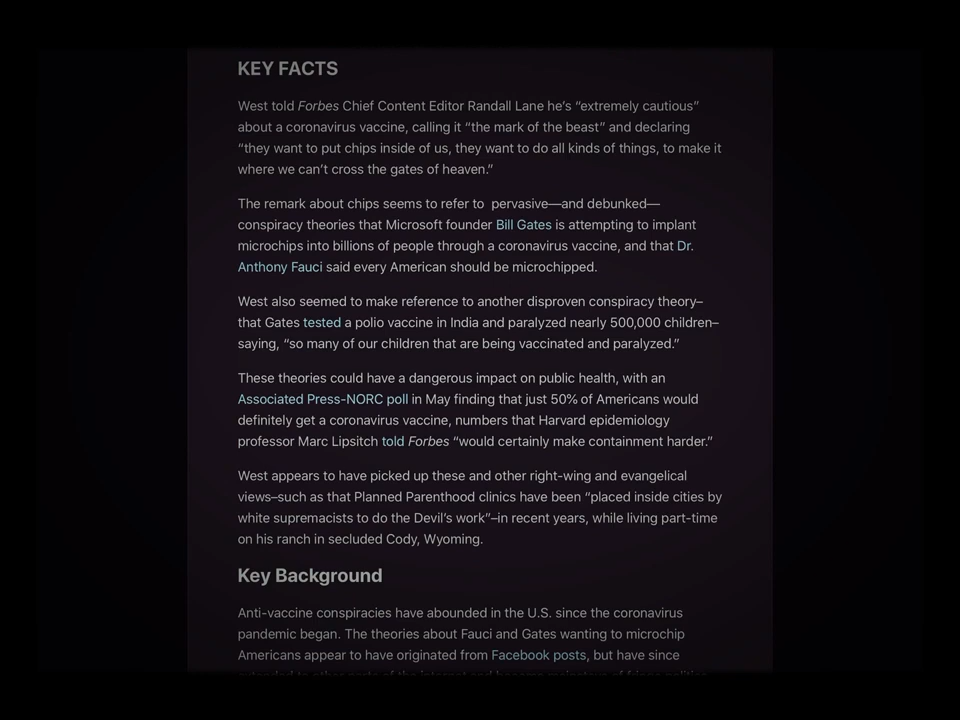 KEY FACTS
West told Forbes Chief Content Editor Randall Lane he's “extremely cautious”
about a coronavirus vaccine, calling it “the mark of the beast” and declaring
“they want to put chips inside of us, they want to do all kinds of things, to make it
where we can't cross the gates of heaven.”
The remark about chips seems to refer to  pervasive—and debunked—
conspiracy theories that Microsoft founder Bill Gates is attempting to implant
microchips into billions of people through a coronavirus vaccine, and that Dr.
Anthony Fauci said every American should be microchipped.
West also seemed to make reference to another disproven conspiracy theory–
that Gates tested a polio vaccine in India and paralyzed nearly 500,000 children–
saying, “so many of our children that are being vaccinated and paralyzed.”
These theories could have a dangerous impact on public health, with an
Associated Press-NORC poll in May finding that just 50% of Americans would
definitely get a coronavirus vaccine, numbers that Harvard epidemiology
professor Marc Lipsitch told Forbes “would certainly make containment harder.”
West appears to have picked up these and other right-wing and evangelical
views–such as that Planned Parenthood clinics have been “placed inside cities by
white supremacists to do the Devil's work”–in recent years, while living part-time
on his ranch in secluded Cody, Wyoming.
Key Background
Anti-vaccine conspiracies have abounded in the U.S. since the coronavirus
pandemic began. The theories about Fauci and Gates wanting to microchip
Americans appear to have originated from Facebook posts, but have since